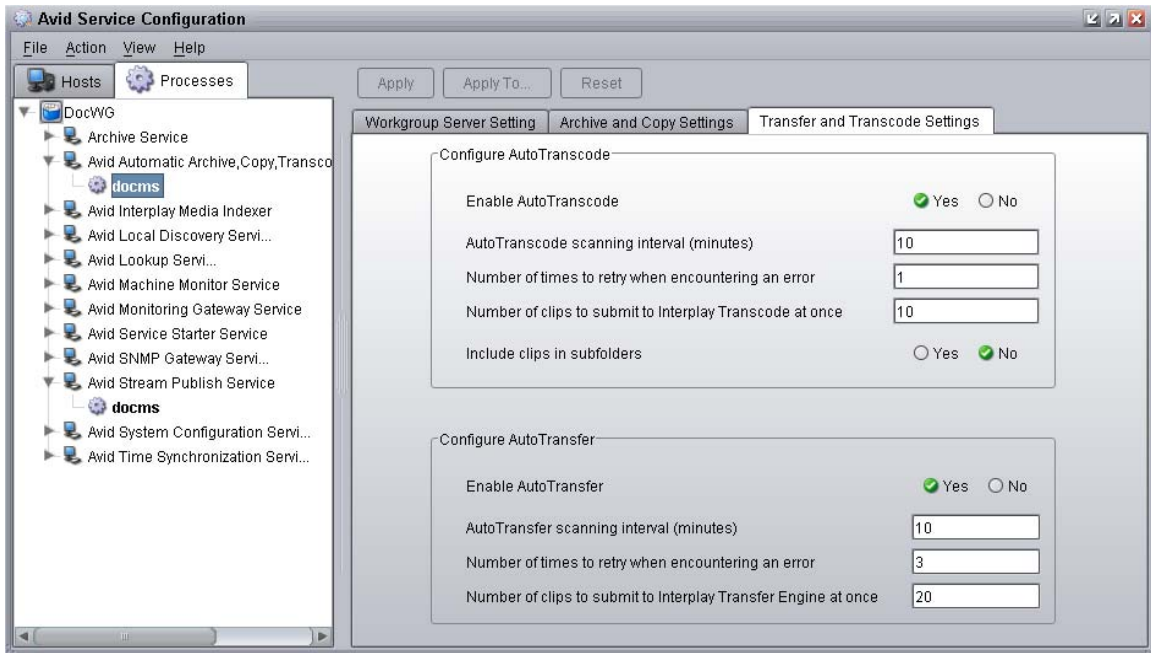 Avid Service Configuration
File Action View Help
Hosts Processes
DocWG
Archive Service
Avid Automatic Archive,Copy,Transco
docms
Avid Interplay Media Indexer
Avid Local Discovery Servi...
Avid Lookup Servi...
Avid Machine Monitor Service
Avid Monitoring Gateway Service
Avid Service Starter Service
Avid SNMP Gateway Servi...
Avid Stream Publish Service
docms
Avid System Configuration Servi...
Avid Time Synchronization Servi...
Apply Apply To... Reset
Workgroup Server Setting Archive and Copy Settings Transfer and Transcode Settings
Configure AutoTranscode
Enable AutoTranscode Yes No
AutoTranscode scanning interval (minutes) 10
Number of times to retry when encountering an error 1
Number of clips to submit to Interplay Transcode at once 10
Include clips in subfolders Yes No
Configure AutoTransfer
Enable AutoTransfer Yes No
AutoTransfer scanning interval (minutes) 10
Number of times to retry when encountering an error 3
Number of clips to submit to Interplay Transfer Engine at once 20